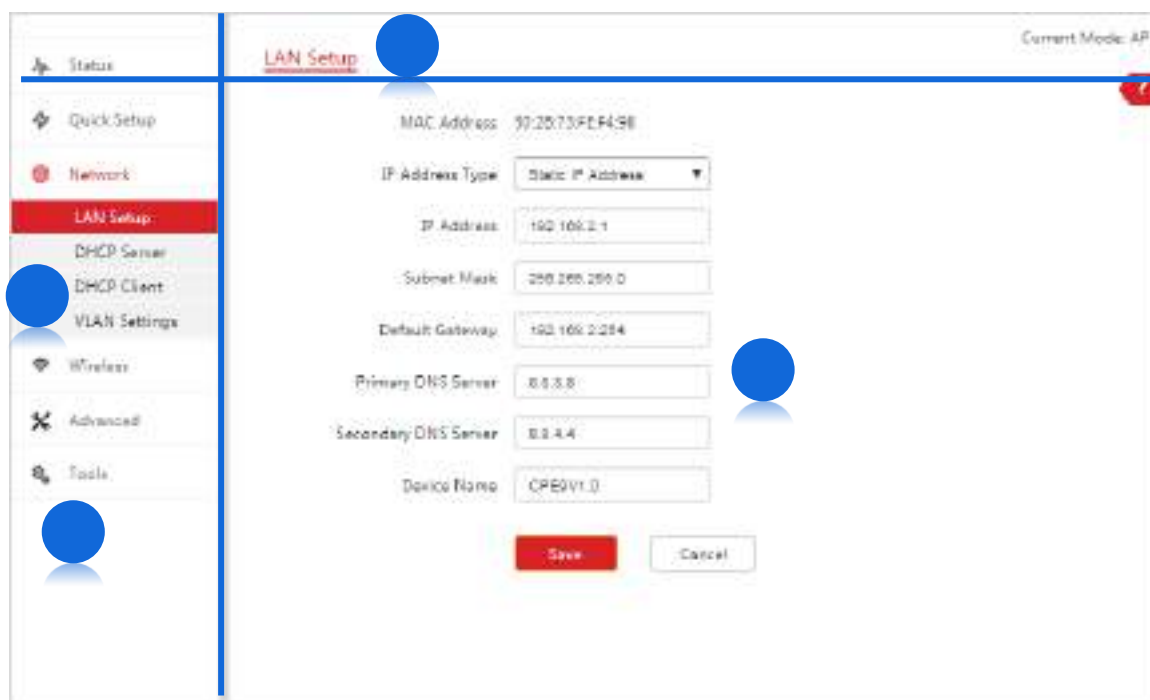 Current Mode: AP
LAN Setup
Status
Quick Setup
Network
LAN Setup
DHCP Server
DHCP Client
VLAN Settings
Wireless
Advanced
Tools
MAC Address
IP Address Type Static IP Address
IP Address 192.168.2.1
Subnet Mask 255.255.255.0
Default Gateway 192.168.2.254
Primary DNS Server 8.8.8.8
Secondary DNS Server 8.8.4.4
Device Name CPE9V1.0
Save Cancel